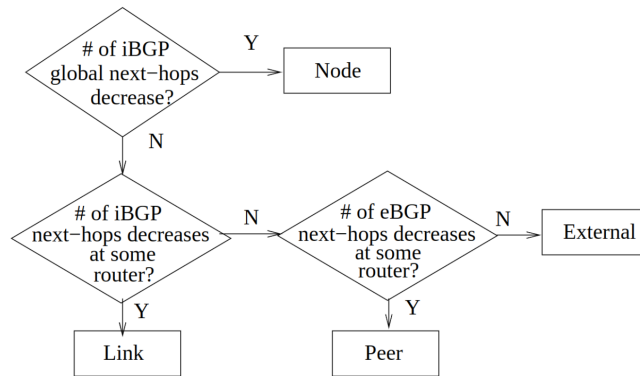 # of iBGP
global next−hops
decrease?
Y
Node
N
# of iBGP
next−hops decreases
at some
router?
N
# of eBGP
next−hops decreases
at some
router?
N
External
Y
Link
Y
Peer